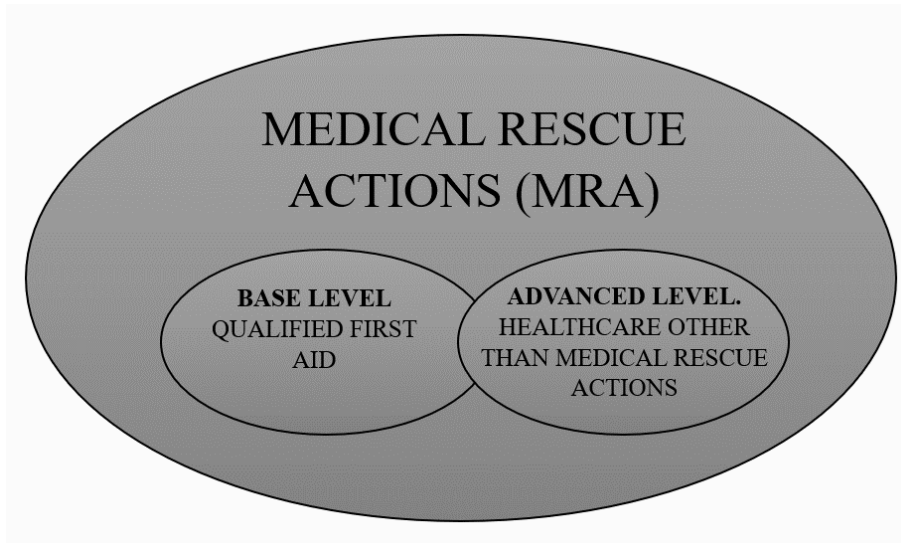 MEDICAL RESCUE
ACTIONS (MRA)
BASE LEVEL
QUALIFIED FIRST
AID
ADVANCED LEVEL.
HEALTHCARE OTHER
THAN MEDICAL RESCUE
ACTIONS